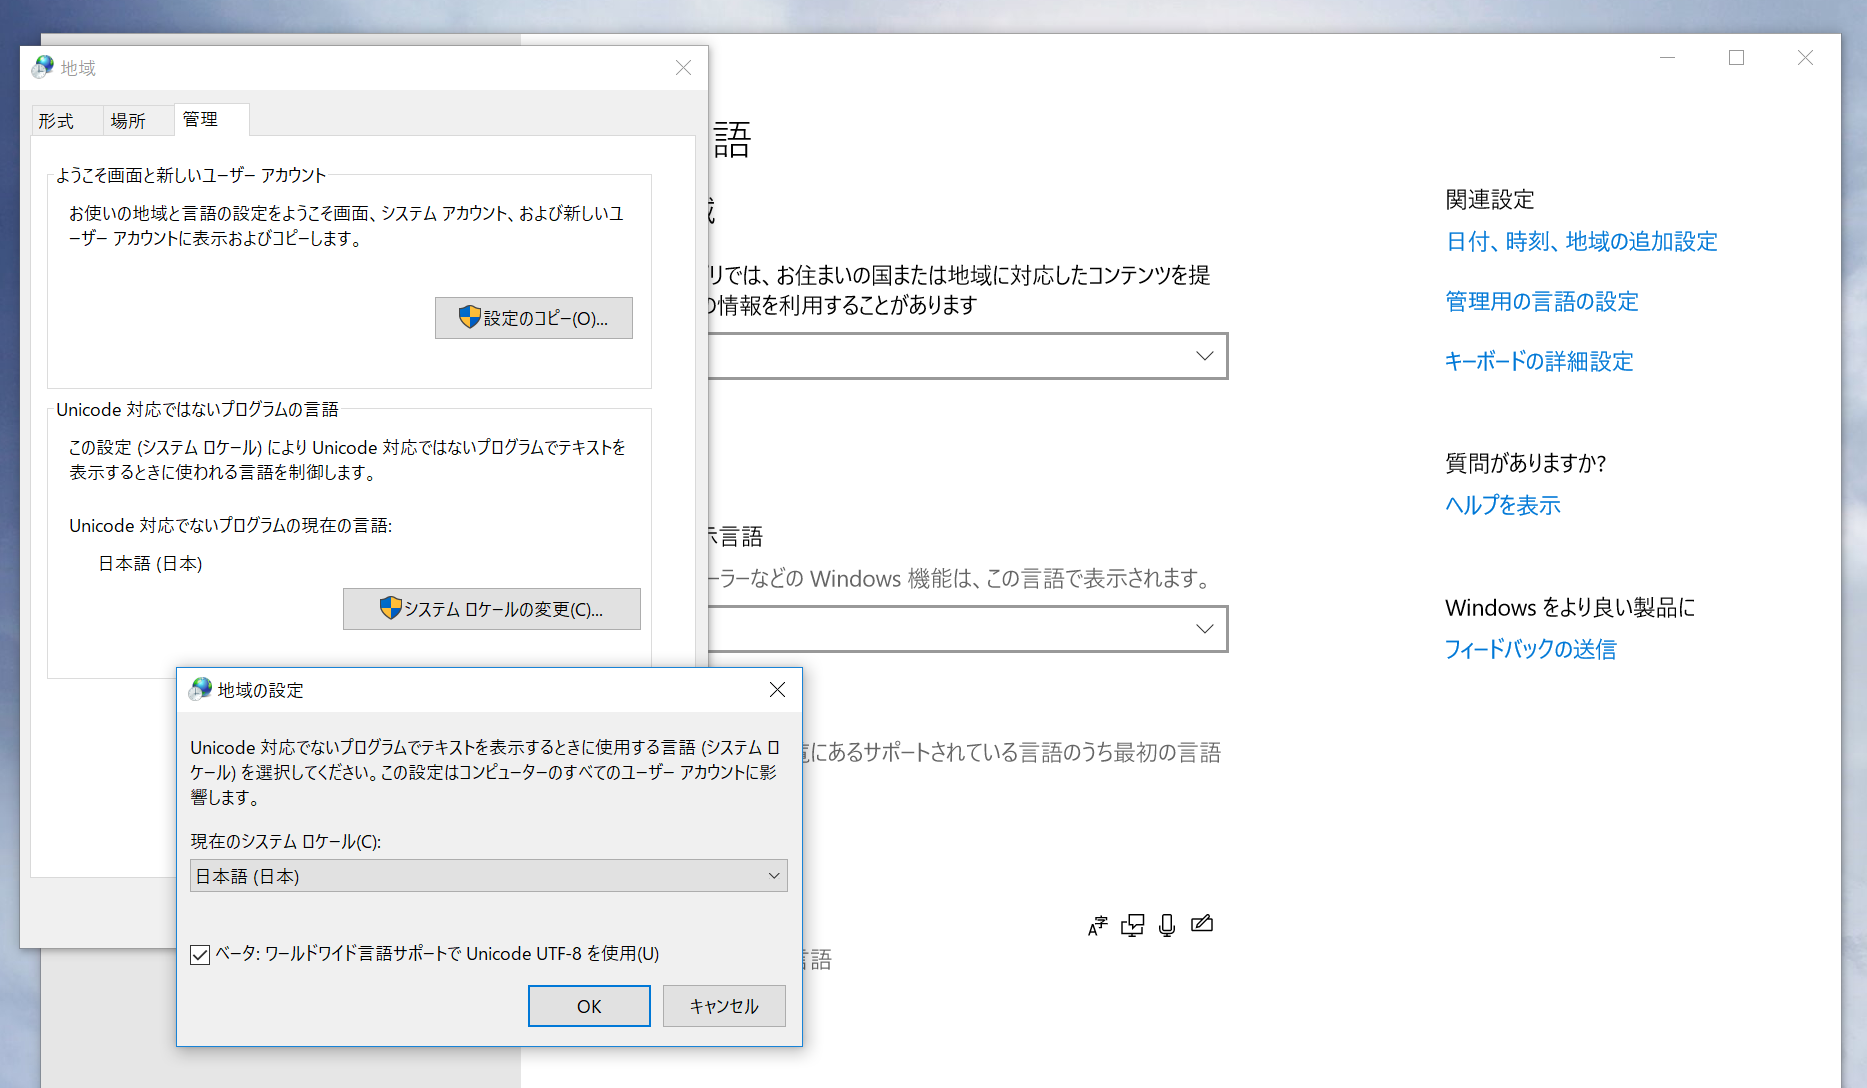 地域
形式
場所
管理
ようこそ画面と新しいユーザー アカウント
お使いの地域と言語の設定をようこそ画面、システム アカウント、および新しいユ
ーザー アカウントに表示およびコピーします。
設定のコピー(O)...
Unicode 対応ではないプログラムの言語
この設定 (システム ロケール) により Unicode 対応ではないプログラムでテキストを
表示するときに使われる言語を制御します。
Unicode 対応でないプログラムの現在の言語:
日本語 (日本)
システム ロケールの変更(C)...
地域の設定
Unicode 対応でないプログラムでテキストを表示するときに使用する言語 (システム ロ
ケール) を選択してください。この設定はコンピューターのすべてのユーザー アカウントに影
響します。
現在のシステム ロケール(C):
日本語 (日本)
ベータ: ワールドワイド言語サポートで Unicode UTF-8 を使用(U)
OK
キャンセル
語
リでは、お住まいの国または地域に対応したコンテンツを提
の情報を利用することがあります
示言語
ーラーなどの Windows 機能は、この言語で表示されます。
にあるサポートされている言語のうち最初の言語
言語
関連設定
日付、時刻、地域の追加設定
管理用の言語の設定
キーボードの詳細設定
質問がありますか?
ヘルプを表示
Windows をより良い製品に
フィードバックの送信